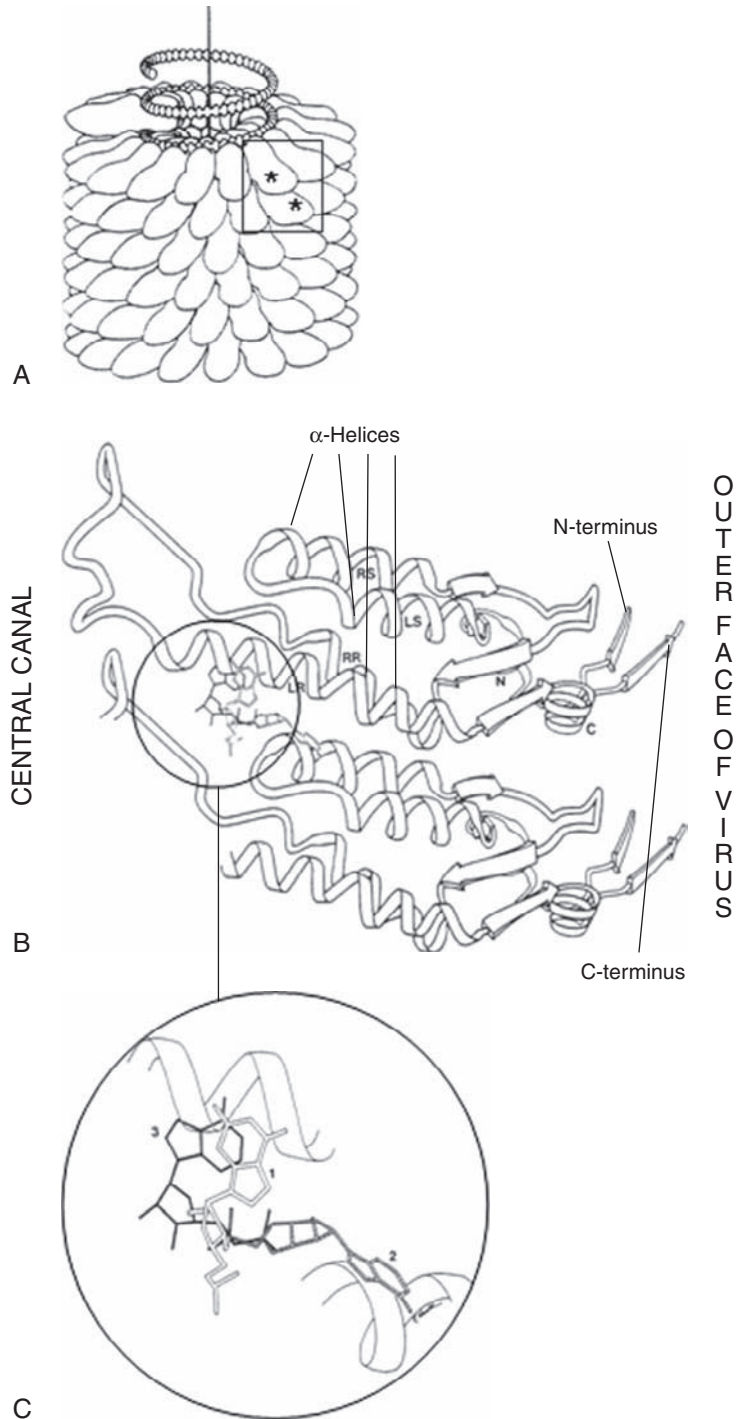 * 
*
A
α-Helices
N-terminus
RS
LS
RR
LR
N
C
CENTRAL CANAL
OUTER FACE OF VIRUS
B
C-terminus
3
1
2
C